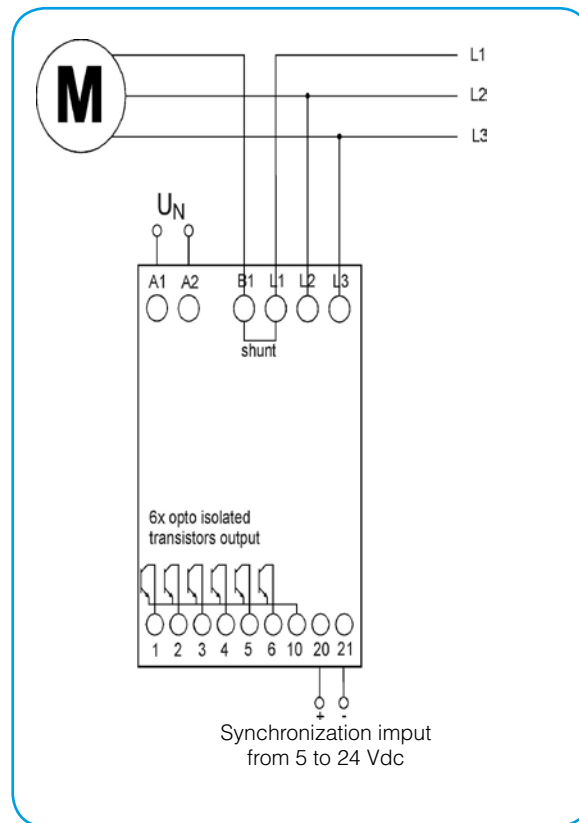 L1
M
L2
L3
UN
A1 A2 B1 L1 L2 L3
shunt
6x opto isolated
transistors output
1 2 3 4 5 6 10 20 21
+ -
Synchronization imput
from 5 to 24 Vdc